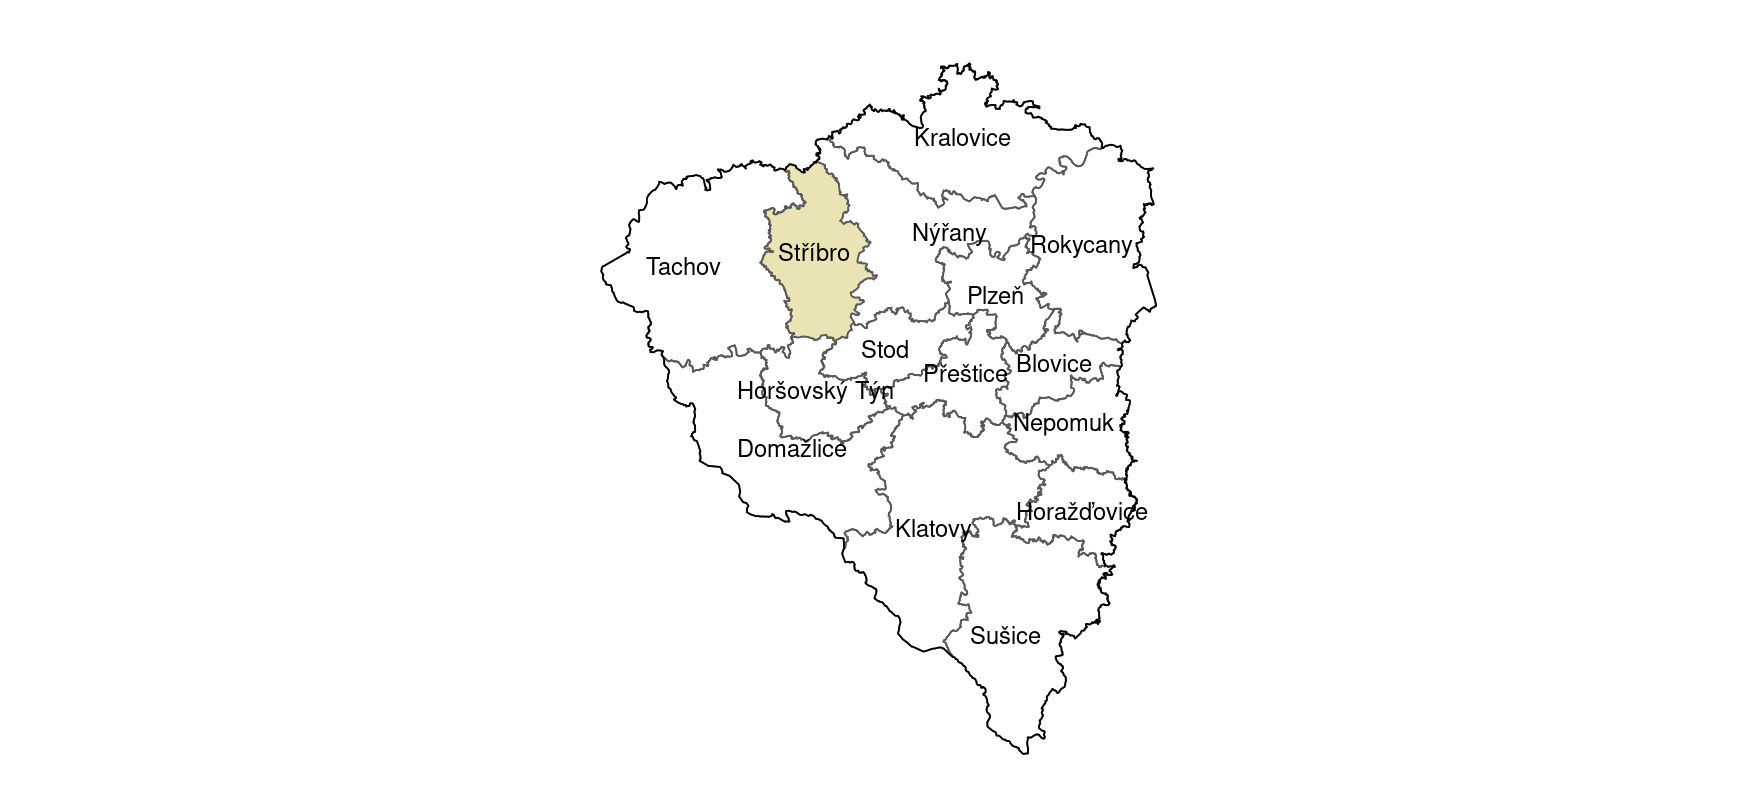 Kralovice
Nýřany
Rokycany
Stříbro
Tachov
Plzeň
Stod
Blovice
Přeštice
Horšovský Týn
Nepomuk
Domažlice
Horažďovice
Klatovy
Sušice